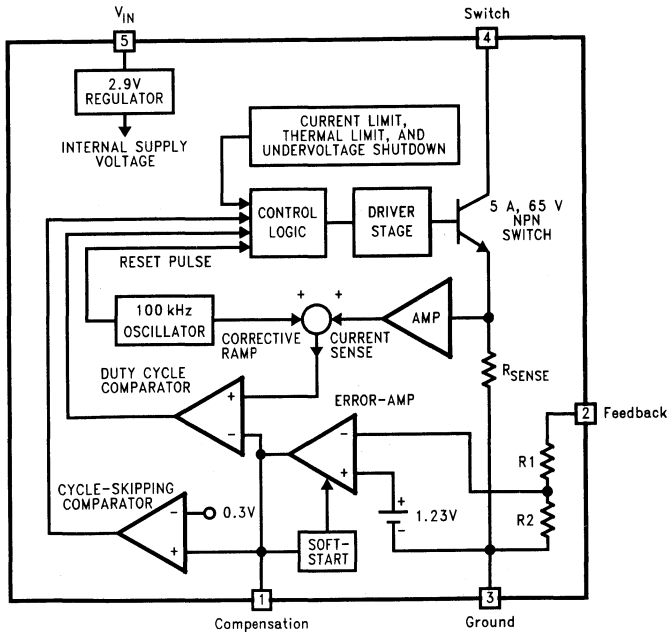 VIN
Switch
5
4
2.9V
REGULATOR
INTERNAL SUPPLY
VOLTAGE
CURRENT LIMIT,
THERMAL LIMIT, AND
UNDERVOLTAGE SHUTDOWN
CONTROL
LOGIC
DRIVER
STAGE
5 A, 65 V
NPN
SWITCH
RESET PULSE
100 kHz
OSCILLATOR
+
+
CORRECTIVE
RAMP
CURRENT
SENSE
AMP
RSENSE
DUTY CYCLE
COMPARATOR
+
-
ERROR-AMP
-
+
2
Feedback
R1
R2
+
1.23V
-
CYCLE-SKIPPING
COMPARATOR
-
0.3V
+
SOFT-
START
1
3
Compensation
Ground